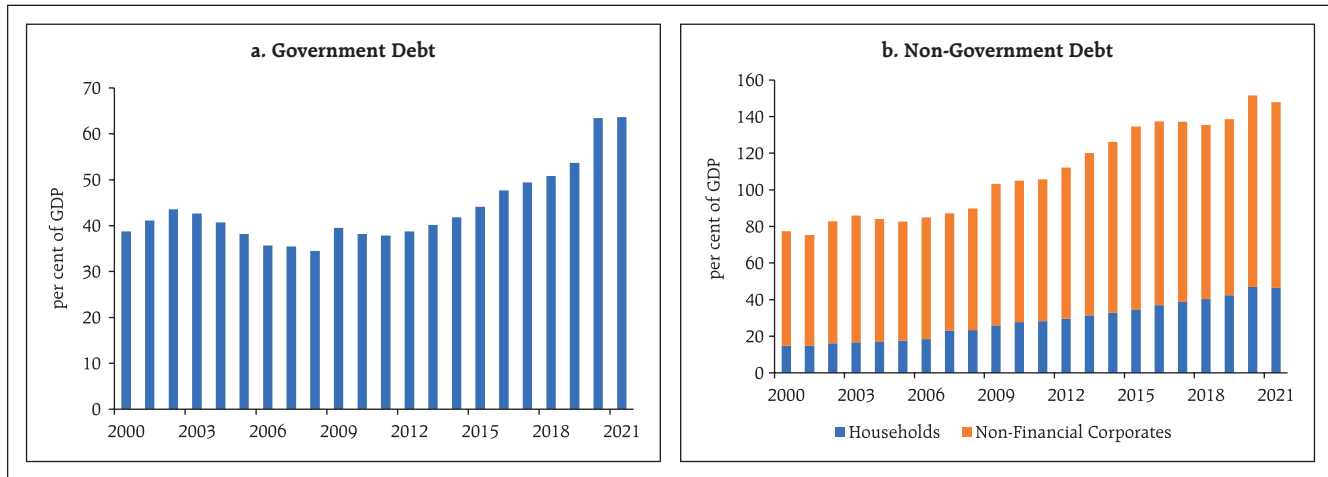 a. Government Debt
per cent of GDP
70
60
50
40
30
20
10
0
2000 2003 2006 2009 2012 2015 2018 2021
b. Non-Government Debt
per cent of GDP
160
140
120
100
80
60
40
20
0
2000 2003 2006 2009 2012 2015 2018 2021
Households Non-Financial Corporates